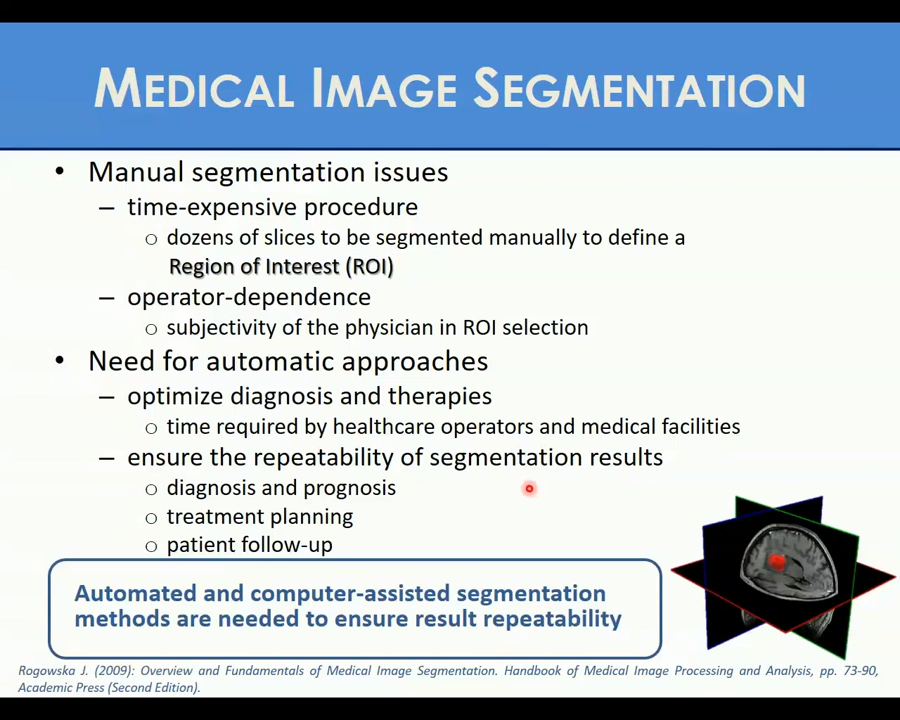 MEDICAL IMAGE SEGMENTATION
• Manual segmentation issues
– time-expensive procedure
○ dozens of slices to be segmented manually to define a
Region of Interest (ROI)
– operator-dependence
○ subjectivity of the physician in ROI selection
• Need for automatic approaches
– optimize diagnosis and therapies
○ time required by healthcare operators and medical facilities
– ensure the repeatability of segmentation results
○ diagnosis and prognosis
○ treatment planning
○ patient follow-up
Automated and computer-assisted segmentation
methods are needed to ensure result repeatability
Rogowska J. (2009): Overview and Fundamentals of Medical Image Segmentation. Handbook of Medical Image Processing and Analysis, pp. 73-90,
Academic Press (Second Edition).